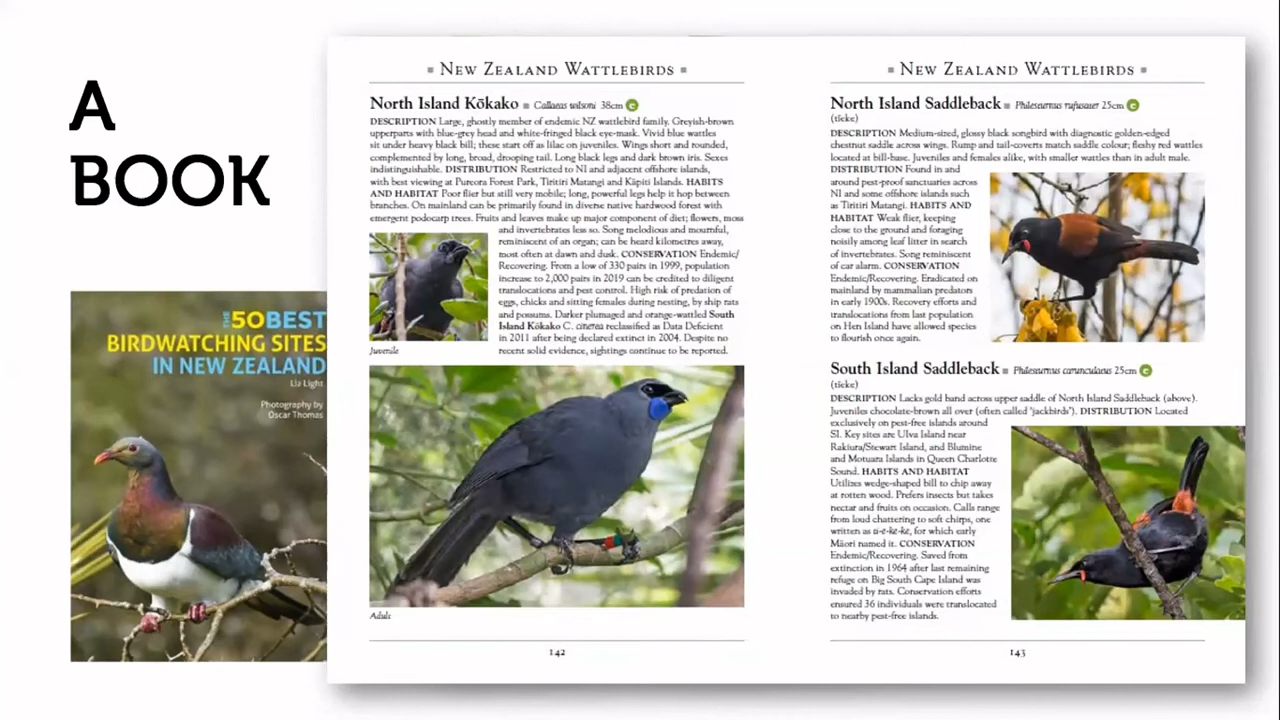 A
BOOK
THE 50 BEST
BIRDWATCHING SITES
IN NEW ZEALAND
Liz Light
Photography by
Oscar Thomas
New Zealand Wattlebirds
North Island Kōkako ■ Callaeas wilsoni 38cm e
DESCRIPTION Large, ghostly member of endemic NZ wattlebird family. Greyish-brown
upperparts with blue-grey head and white-fringed black eye-mask. Vivid blue wattles
sit under heavy black bill; these start off as lilac on juveniles. Wings short and rounded,
complemented by long, broad, drooping tail. Long black legs and dark brown iris. Sexes
indistinguishable. DISTRIBUTION Restricted to NI and adjacent offshore islands,
with best viewing at Pureora Forest Park, Tiritiri Matangi and Kāpiti Islands. HABITS
AND HABITAT Poor flier but still very mobile; long, powerful legs help it hop between
branches. On mainland can be primarily found in diverse native hardwood forest with
emergent podocarp trees. Fruits and leaves make up major component of diet; flowers, moss
and invertebrates less so. Song melodious and mournful,
reminiscent of an organ; can be heard kilometres away,
most often at dawn and dusk. CONSERVATION Endemic/
Recovering. From a low of 330 pairs in 1999, population
increase to 2,000 pairs in 2019 can be credited to diligent
translocations and pest control. High risk of predation of
eggs, chicks and sitting females during nesting, by ship rats
and possums. Darker plumaged and orange-wattled South
Island Kōkako C. cinerea reclassified as Data Deficient
in 2011 after being declared extinct in 2004. Despite no
recent solid evidence, sightings continue to be reported.
Juvenile
Adult
142
New Zealand Wattlebirds
North Island Saddleback ■ Philesturnus rufusater 25cm e
(tīeke)
DESCRIPTION Medium-sized, glossy black songbird with diagnostic golden-edged
chestnut saddle across wings. Rump and tail-coverts match saddle colour; fleshy red wattles
located at bill-base. Juveniles and females alike, with smaller wattles than in adult male.
DISTRIBUTION Found in and
around pest-proof sanctuaries across
NI and some offshore islands such
as Tiritiri Matangi. HABITS AND
HABITAT Weak flier, keeping
close to the ground and foraging
noisily among leaf litter in search
of invertebrates. Song reminiscent
of car alarm. CONSERVATION
Endemic/Recovering. Eradicated on
mainland by mammalian predators
in early 1900s. Recovery efforts and
translocations from last population
on Hen Island have allowed species
to flourish once again.
South Island Saddleback ■ Philesturnus carunculatus 25cm e
(tīeke)
DESCRIPTION Lacks gold band across upper saddle of North Island Saddleback (above).
Juveniles chocolate-brown all over (often called 'jackbirds'). DISTRIBUTION Located
exclusively on pest-free islands around
SI. Key sites are Ulva Island near
Rakiura/Stewart Island, and Blumine
and Motuara Islands in Queen Charlotte
Sound. HABITS AND HABITAT
Utilizes wedge-shaped bill to chip away
at rotten wood. Prefers insects but takes
nectar and fruits on occasion. Calls range
from loud chattering to soft chirps, one
written as ti-e-ke-ke, for which early
Māori named it. CONSERVATION
Endemic/Recovering. Saved from
extinction in 1964 after last remaining
refuge on Big South Cape Island was
invaded by rats. Conservation efforts
ensured 36 individuals were translocated
to nearby pest-free islands.
143